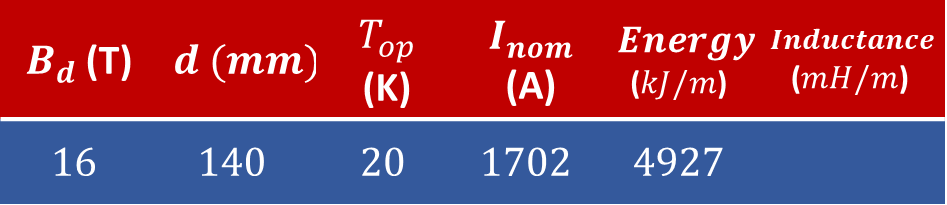 B_d (T) d (mm) T_op (K) I_nom (A) Energy (kJ/m) Inductance (mH/m)
16 140 20 1702 4927